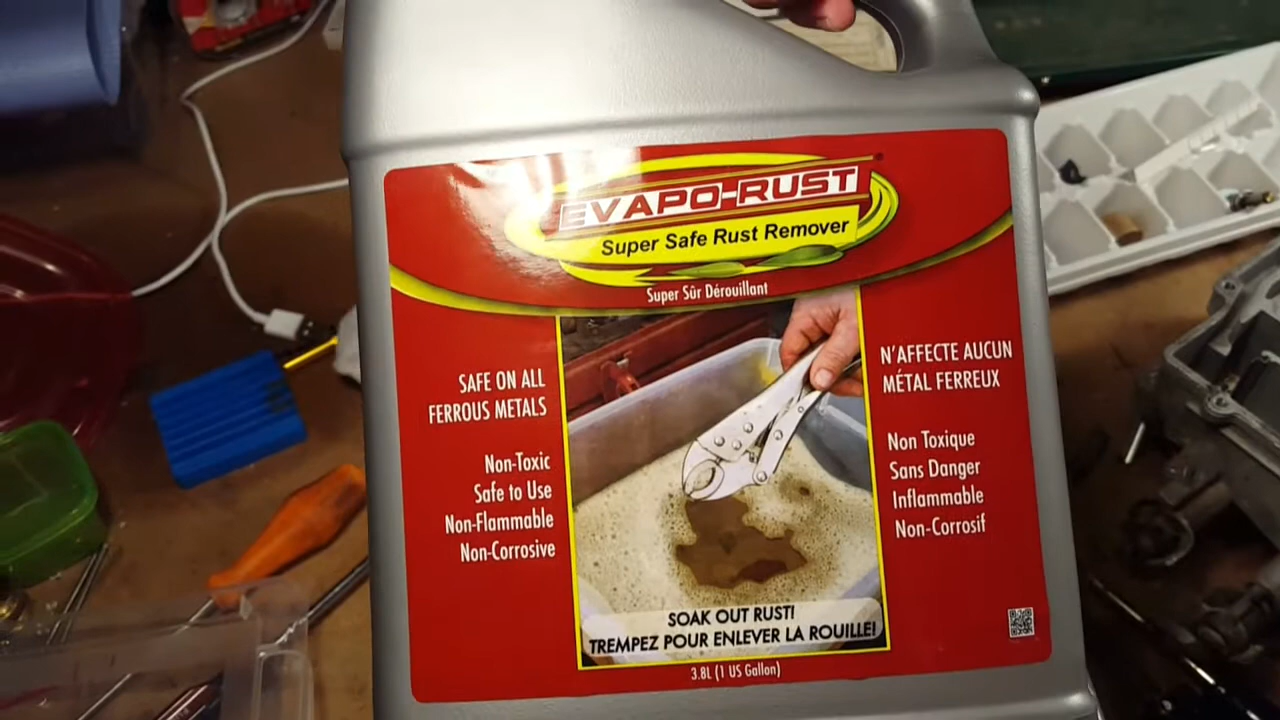 EVAPO-RUST
Super Safe Rust Remover
Super Sûr Dérouillant
SAFE ON ALL
FERROUS METALS
Non-Toxic
Safe to Use
Non-Flammable
Non-Corrosive
N'AFFECTE AUCUN
MÉTAL FERREUX
Non Toxique
Sans Danger
Inflammable
Non-Corrosif
SOAK OUT RUST!
TREMPEZ POUR ENLEVER LA ROUILLE!
3.8L (1 US Gallon)